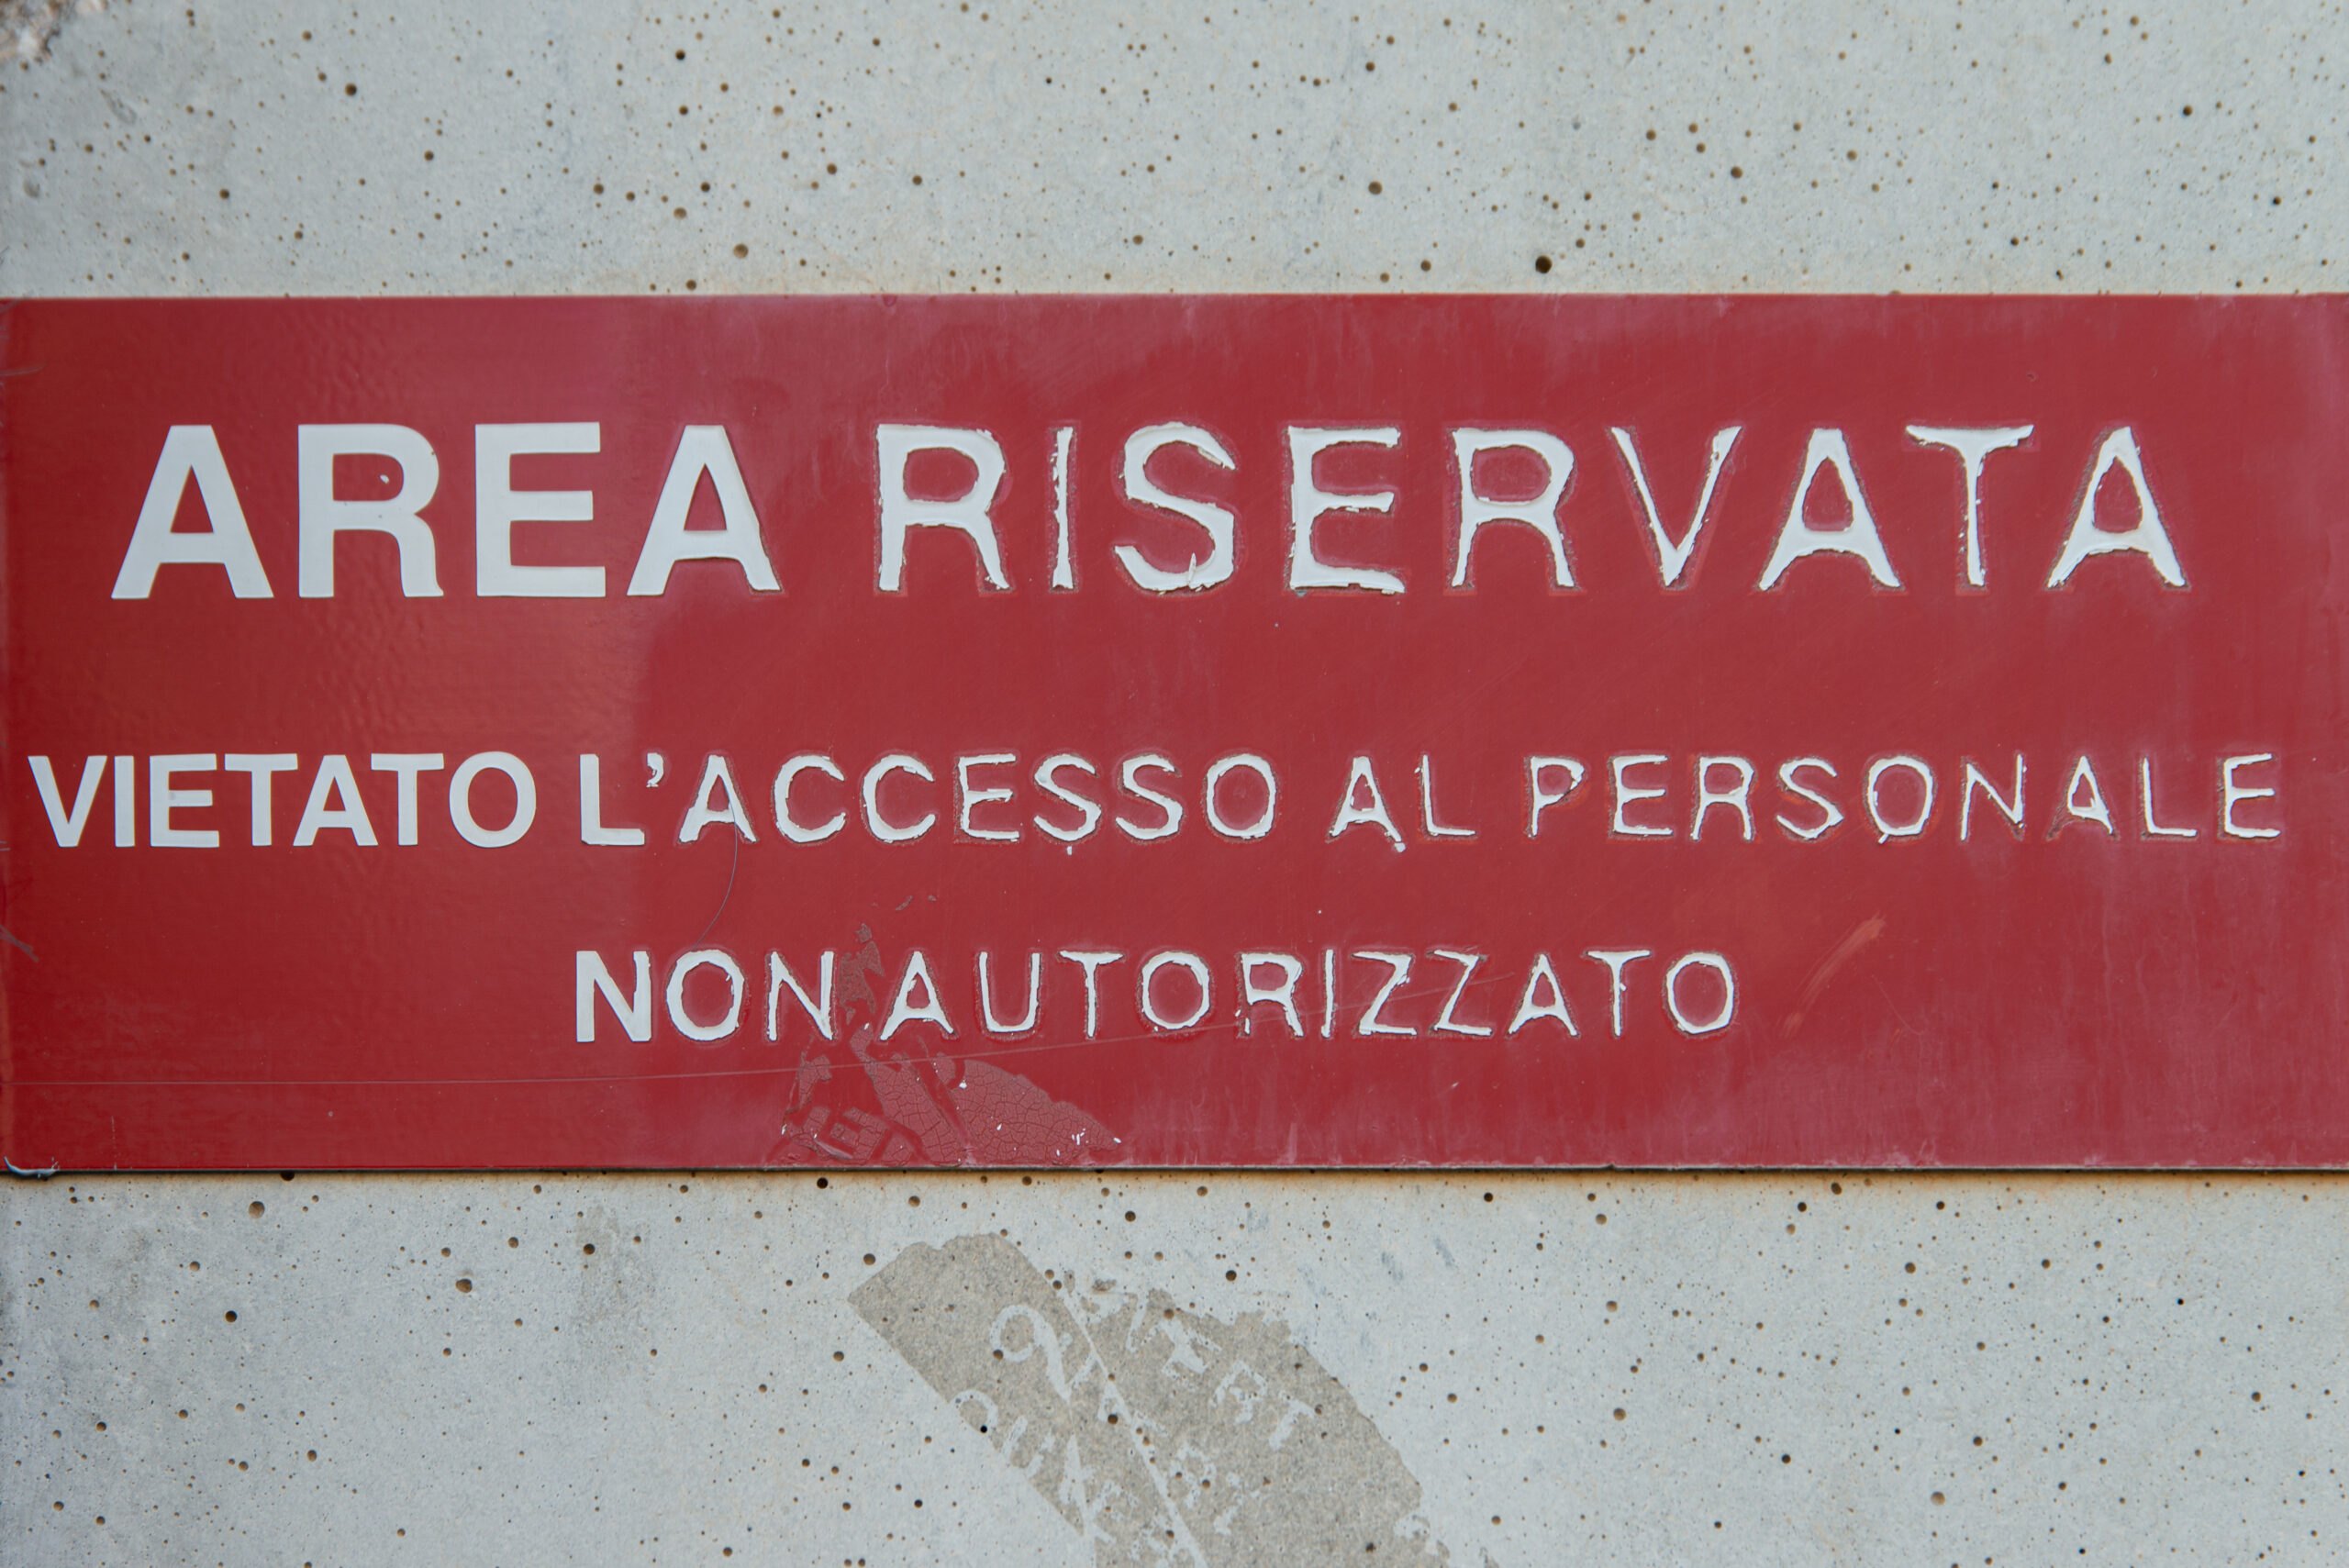 AREA RISERVATA
VIETATO L'ACCESSO AL PERSONALE
NON AUTORIZZATO